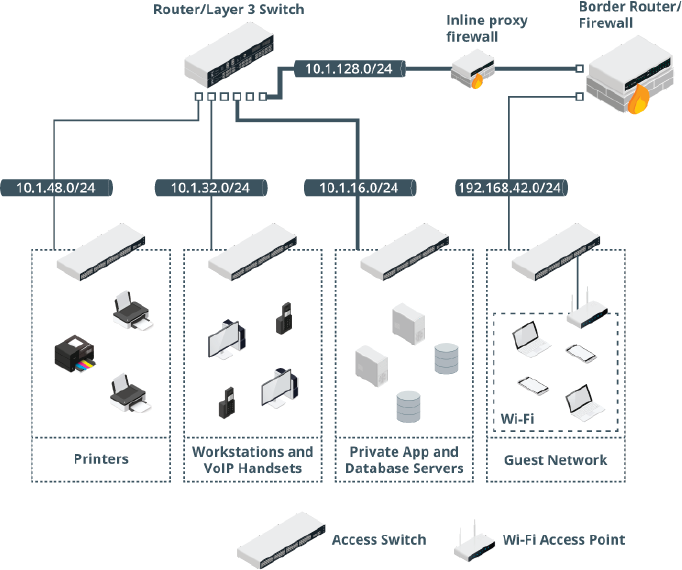 Router/Layer 3 Switch
Inline proxy
firewall
Border Router/
Firewall
10.1.128.0/24
10.1.48.0/24
10.1.32.0/24
10.1.16.0/24
192.168.42.0/24
Wi-Fi
Printers
Workstations and
VoIP Handsets
Private App and
Database Servers
Guest Network
Access Switch
Wi-Fi Access Point